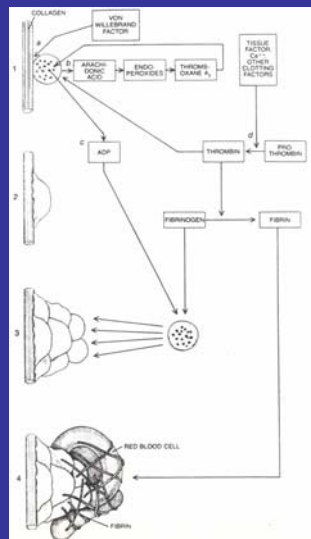 COLLAGEN
VON
WILLEBRAND
FACTOR
a
1
b
ARACHI-
DONIC
ACID
ENDO-
PEROXIDES
THROMB-
OXANE A₂
TISSUE
FACTOR,
Ca⁺⁺
OTHER
CLOTTING
FACTORS
c
ADP
d
THROMBIN
PRO
THROMBIN
2
FIBRINOGEN
FIBRIN
3
4
RED BLOOD CELL
FIBRIN